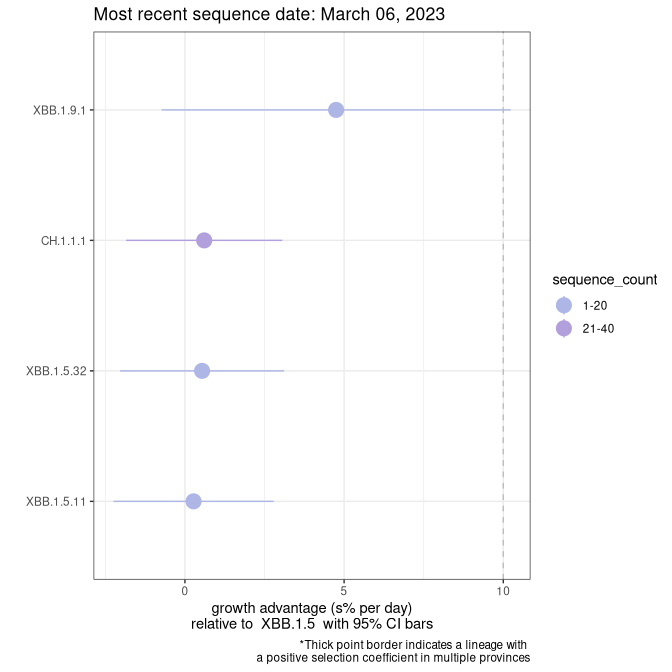 Most recent sequence date: March 06, 2023
XBB.1.9.1
CH.1.1.1
XBB.1.5.32
XBB.1.5.11
sequence_count
1-20
21-40
0
5
10
growth advantage (s% per day)
relative to  XBB.1.5  with 95% CI bars
*Thick point border indicates a lineage with
a positive selection coefficient in multiple provinces